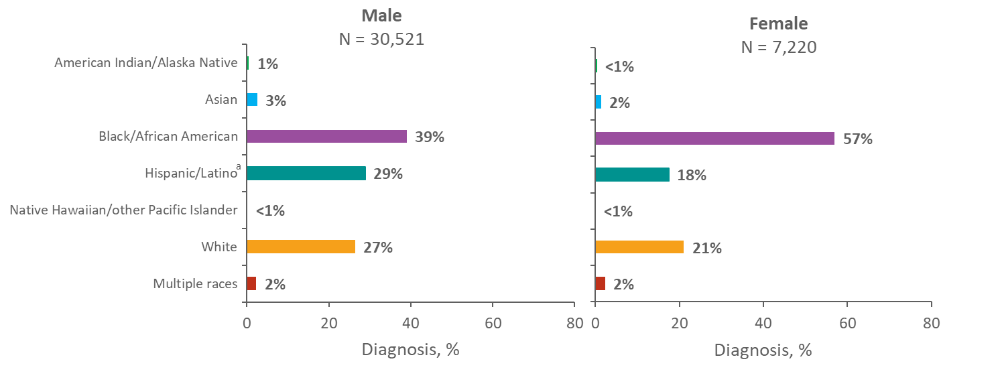 Male
N = 30,521
Female
N = 7,220
American Indian/Alaska Native 1% <1%
Asian 3% 2%
Black/African American 39% 57%
Hispanic/Latinoᵃ 29% 18%
Native Hawaiian/other Pacific Islander <1% <1%
White 27% 21%
Multiple races 2% 2%
0 20 40 60 80 0 20 40 60 80
Diagnosis, % Diagnosis, %